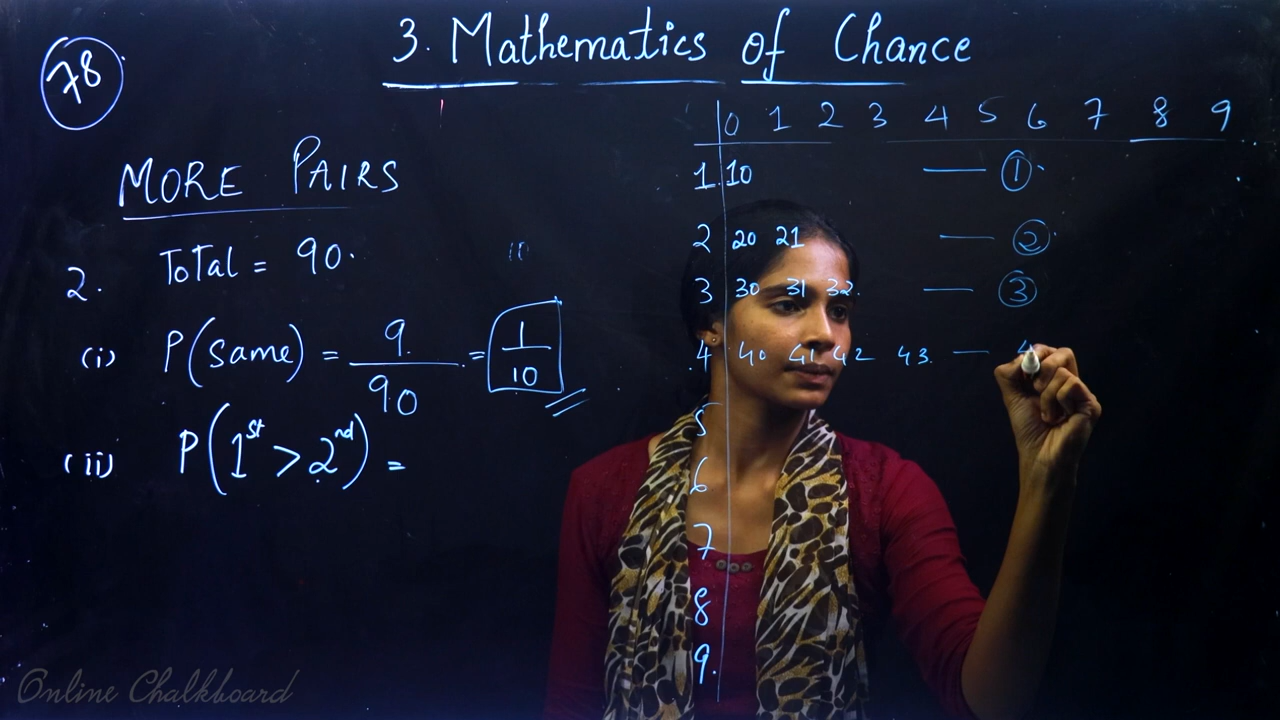 78
3. Mathematics of Chance
MORE PAIRS
2. Total = 90.
(i) P(same) = 9/90 = 1/10
(ii) P(1st > 2nd) =
0 1 2 3 4 5 6 7 8 9
1 10 — 1
2 20 21 — 2
3 30 31 32 — 3
4 40 41 42 43 — 4
5
6
7
8
9
Online Chalkboard